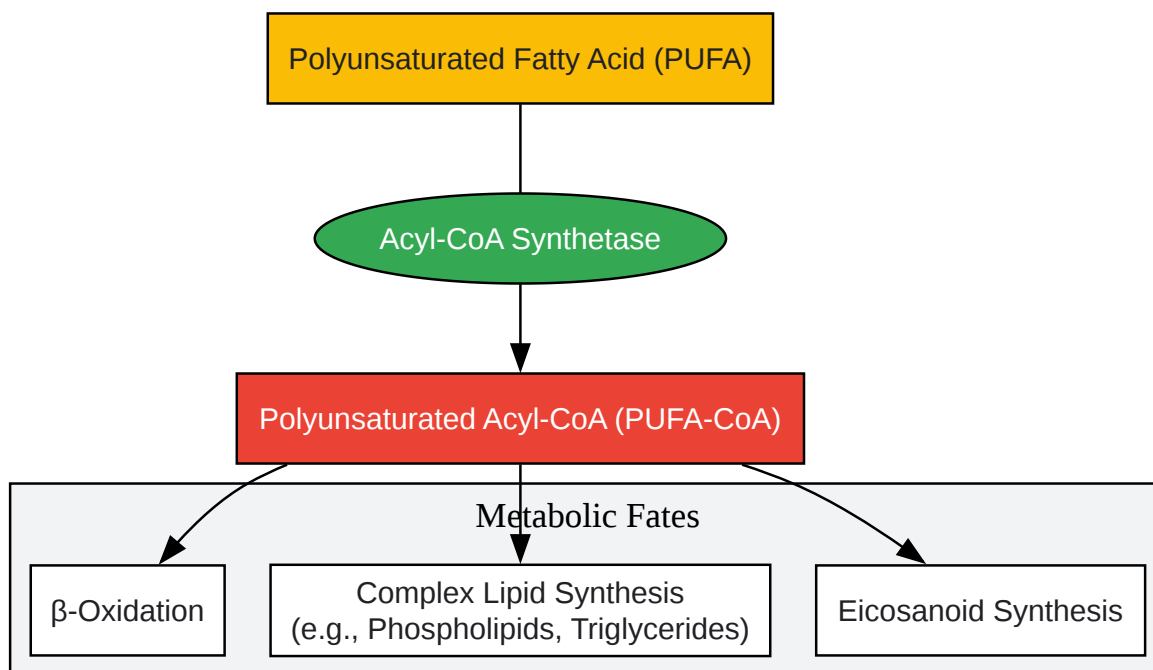 Polyunsaturated Fatty Acid (PUFA)
Acyl-CoA Synthetase
Polyunsaturated Acyl-CoA (PUFA-CoA)
Metabolic Fates
β-Oxidation
Complex Lipid Synthesis
(e.g., Phospholipids, Triglycerides)
Eicosanoid Synthesis